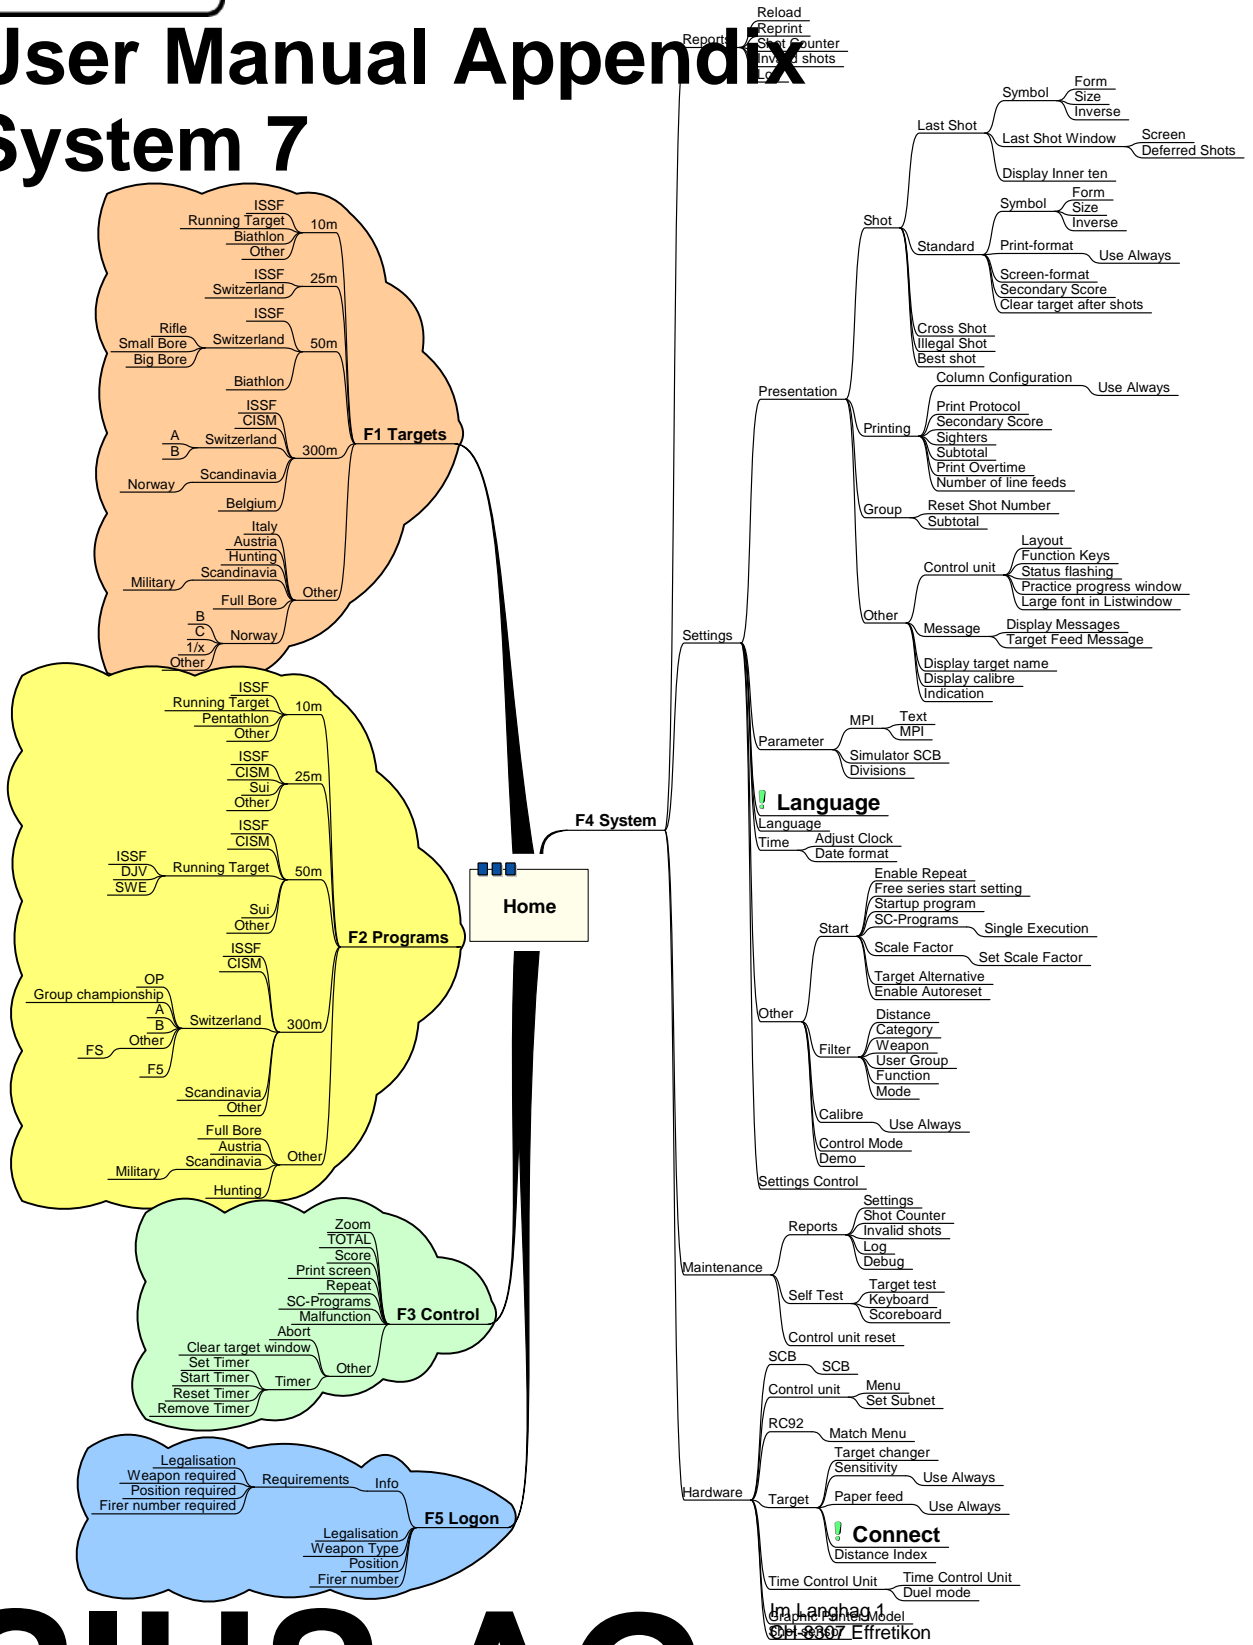 User Manual Appendix
System 7
Reports
Reload
Reprint
Shot Counter
Invalid shots
Log
F1 Targets
10m
ISSF
Running Target
Biathlon
Other
25m
ISSF
Switzerland
50m
ISSF
Switzerland
Rifle
Small Bore
Big Bore
Biathlon
300m
ISSF
CISM
Switzerland
A
B
Scandinavia
Norway
Belgium
Other
Italy
Austria
Hunting
Scandinavia
Military
Full Bore
Norway
B
C
1/x
Other
F2 Programs
10m
ISSF
Running Target
Pentathlon
Other
25m
ISSF
CISM
Sui
Other
50m
ISSF
CISM
Running Target
ISSF
DJV
SWE
Sui
Other
300m
ISSF
CISM
Switzerland
OP
Group championship
A
B
Other
FS
F5
Scandinavia
Other
Other
Full Bore
Austria
Scandinavia
Military
Hunting
F3 Control
Zoom
TOTAL
Score
Print screen
Repeat
SC-Programs
Malfunction
Other
Abort
Clear target window
Timer
Set Timer
Start Timer
Reset Timer
Remove Timer
F5 Logon
Info
Requirements
Legalisation
Weapon required
Position required
Firer number required
Legalisation
Weapon Type
Position
Firer number
Home
F4 System
Settings
Presentation
Shot
Last Shot
Symbol
Form
Size
Inverse
Last Shot Window
Screen
Deferred Shots
Display Inner ten
Standard
Symbol
Form
Size
Inverse
Print-format
Use Always
Screen-format
Secondary Score
Clear target after shots
Cross Shot
Illegal Shot
Best shot
Printing
Column Configuration
Use Always
Print Protocol
Secondary Score
Sighters
Subtotal
Print Overtime
Number of line feeds
Group
Reset Shot Number
Subtotal
Other
Control unit
Layout
Function Keys
Status flashing
Practice progress window
Large font in Listwindow
Message
Display Messages
Target Feed Message
Display target name
Display calibre
Indication
Parameter
MPI
Text
MPI
Simulator SCB
Divisions
Language
Language
Time
Adjust Clock
Date format
Other
Start
Enable Repeat
Free series start setting
Startup program
SC-Programs
Single Execution
Scale Factor
Set Scale Factor
Target Alternative
Enable Autoreset
Filter
Distance
Category
Weapon
User Group
Function
Mode
Calibre
Use Always
Control Mode
Demo
Settings Control
Maintenance
Reports
Settings
Shot Counter
Invalid shots
Log
Debug
Self Test
Target test
Keyboard
Scoreboard
Control unit reset
Hardware
SCB
SCB
Control unit
Menu
Set Subnet
RC92
Match Menu
Target
Target changer
Sensitivity
Use Always
Paper feed
Use Always
Connect
Distance Index
Time Control Unit
Time Control Unit
Duel mode
Graphic Printer Model
Im Langhag 1
CH-8307 Effretikon